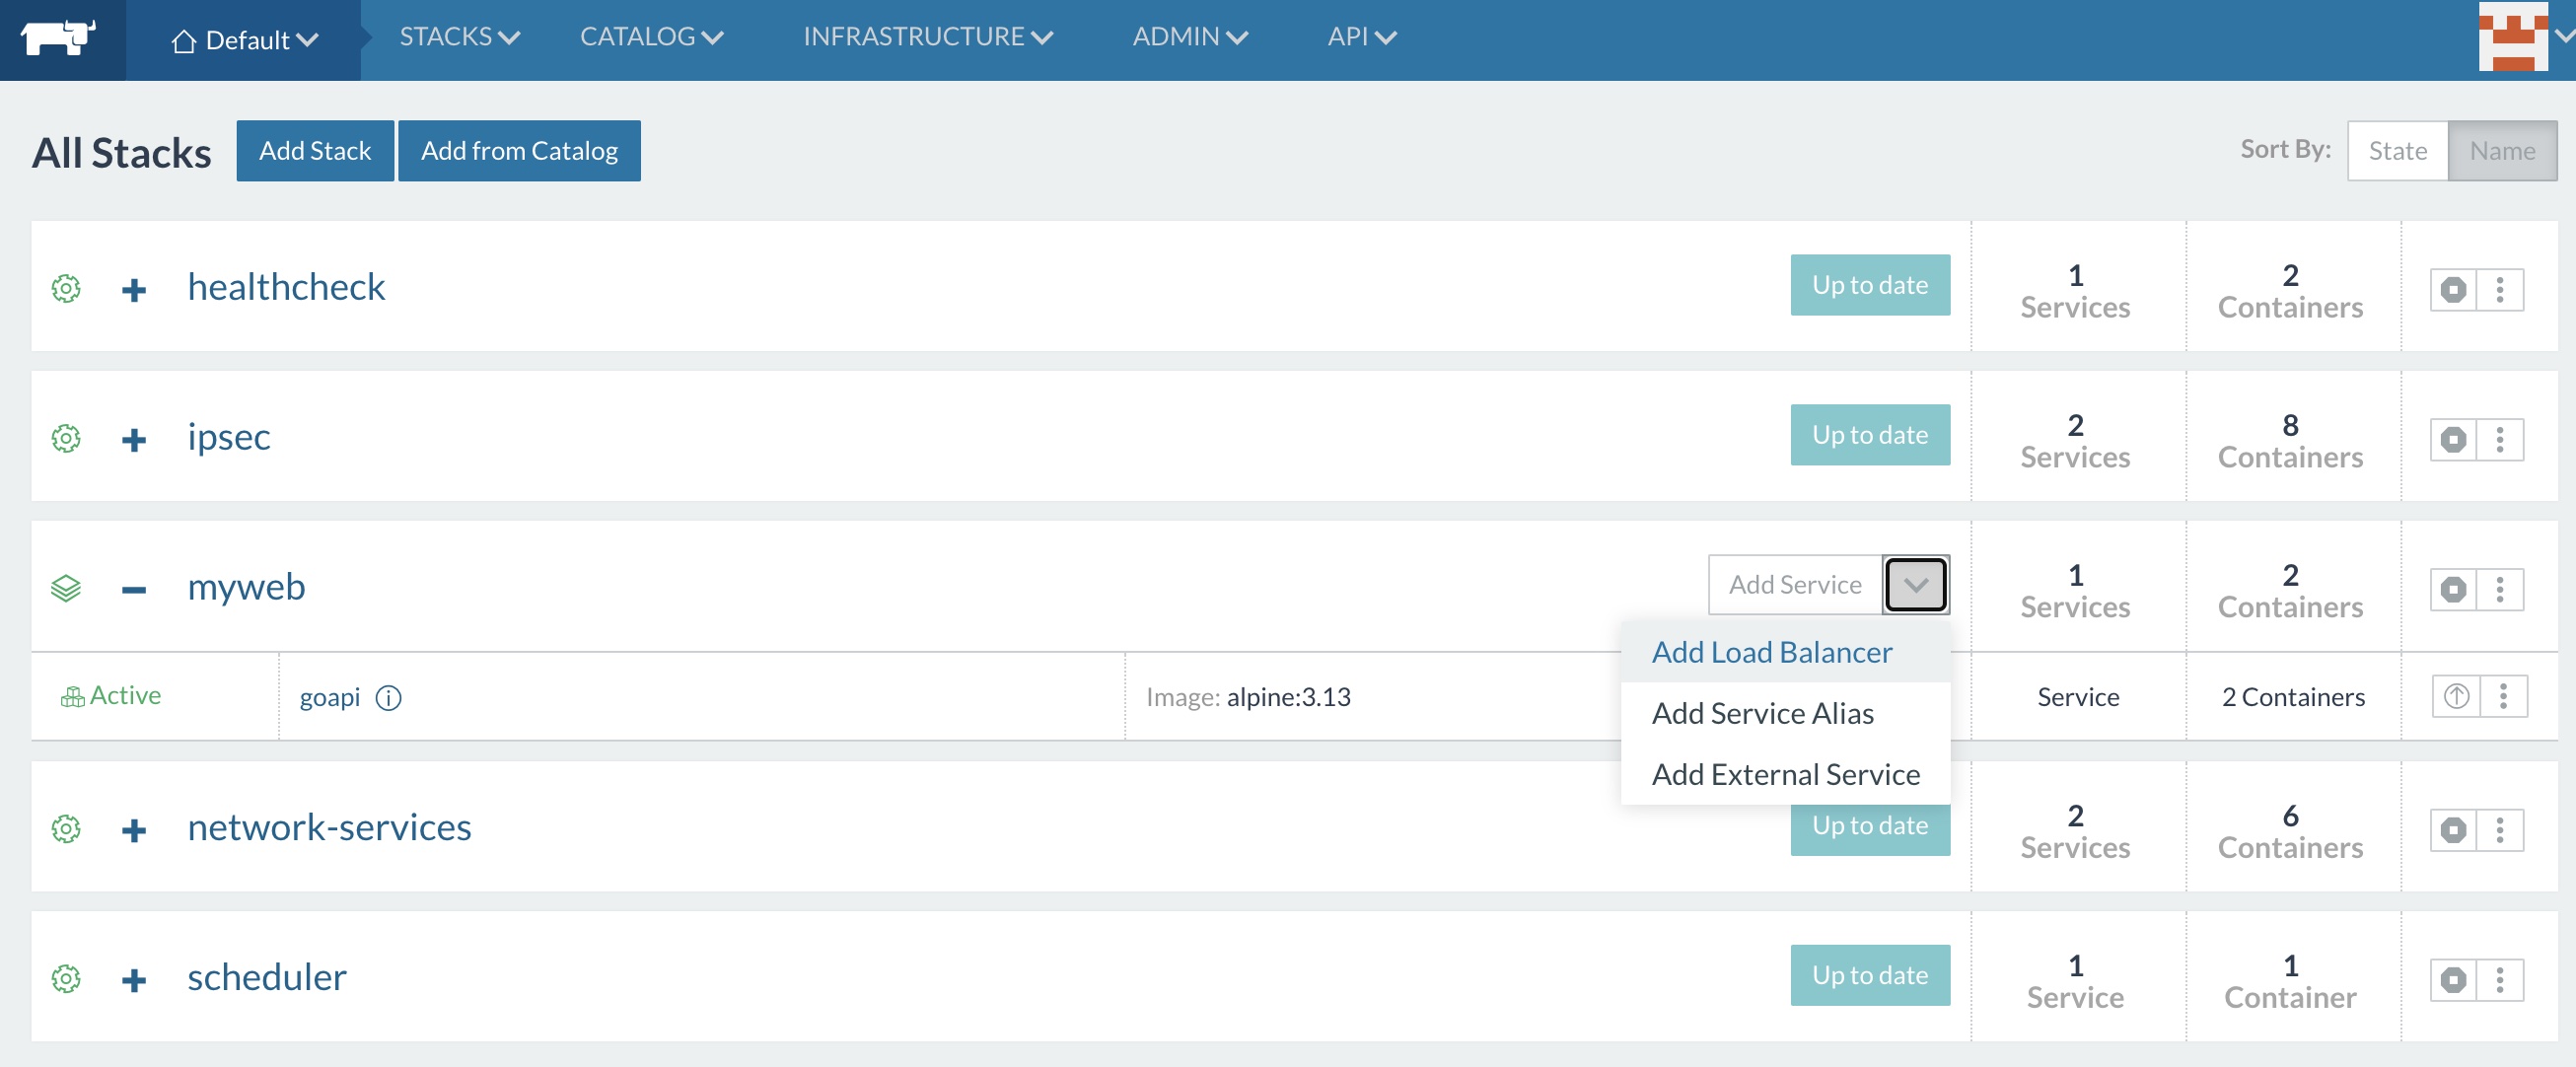 Default STACKS CATALOG INFRASTRUCTURE ADMIN API
All Stacks Add Stack Add from Catalog Sort By: State Name
healthcheck Up to date 1 Services 2 Containers
ipsec Up to date 2 Services 8 Containers
myweb Add Service 1 Services 2 Containers
Add Load Balancer
Active goapi Image: alpine:3.13 Service 2 Containers
Add Service Alias
Add External Service
network-services Up to date 2 Services 6 Containers
scheduler Up to date 1 Service 1 Container